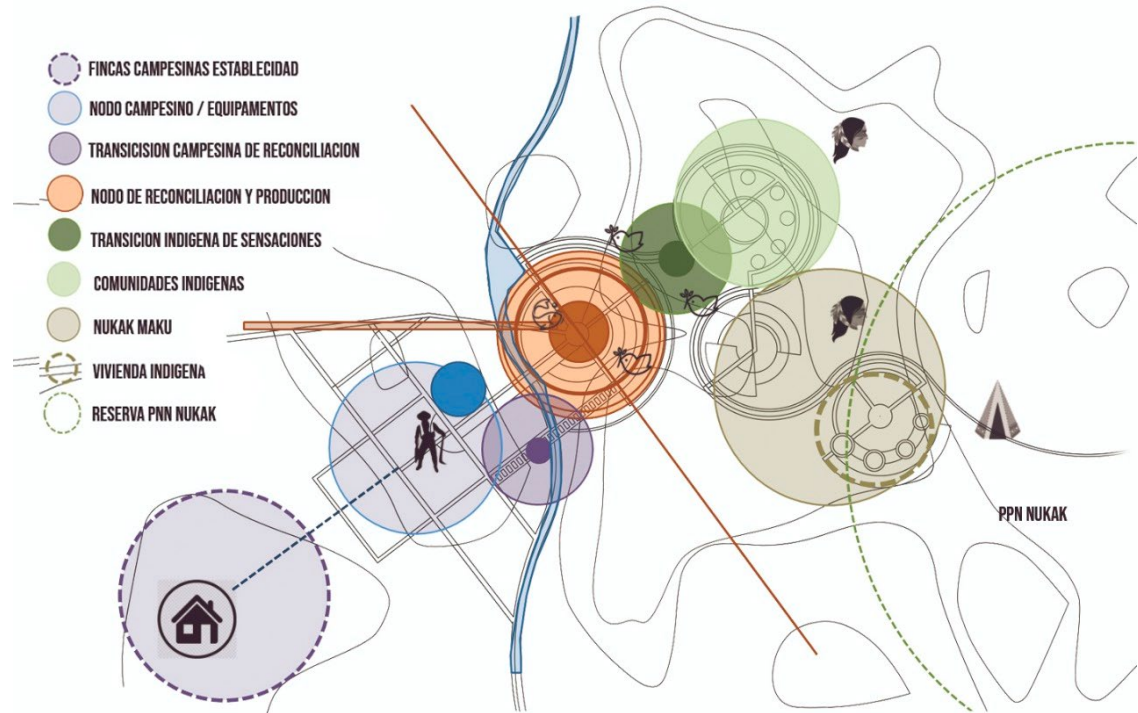 FINCAS CAMPESINAS ESTABLECIDAD
NODO CAMPESINO / EQUIPAMENTOS
TRANSICISION CAMPESINA DE RECONCILIACION
NODO DE RECONCILIACION Y PRODUCCION
TRANSICION INDIGENA DE SENSACIONES
COMUNIDADES INDIGENAS
NUKAK MAKU
VIVIENDA INDIGENA
RESERVA PNN NUKAK
PPN NUKAK